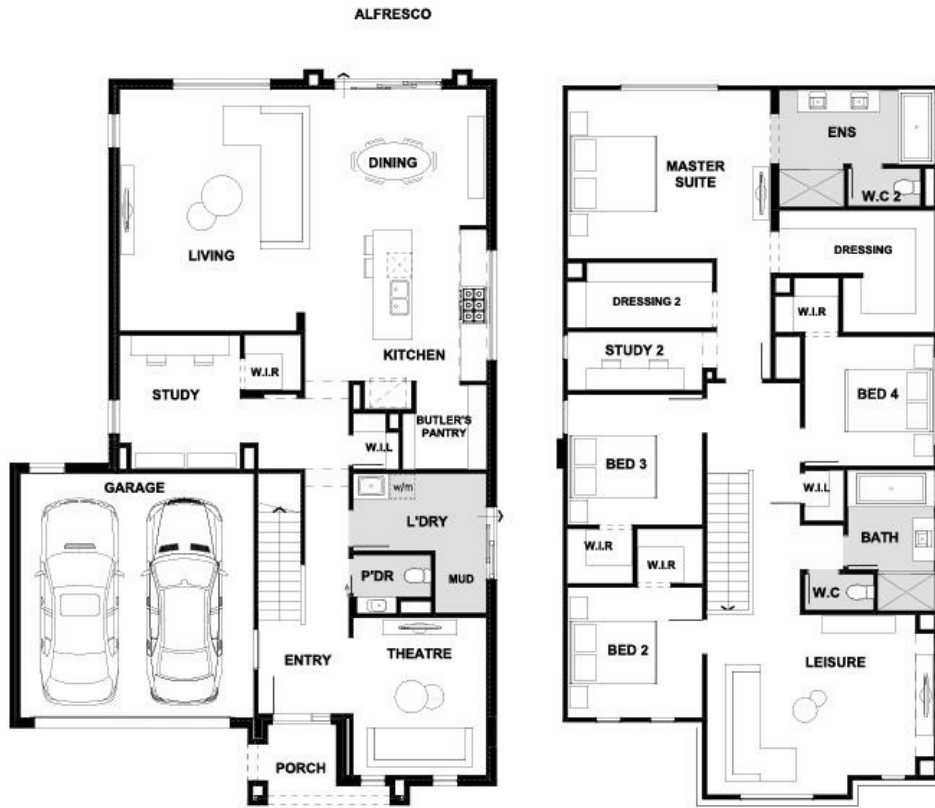 ALFRESCO
DINING
LIVING
KITCHEN
W.I.R
STUDY
BUTLER'S
PANTRY
W.I.L
GARAGE
w/m
L'DRY
P'DR
MUD
ENTRY
THEATRE
PORCH
ENS
MASTER
SUITE
W.C 2
DRESSING
DRESSING 2
W.I.R
STUDY 2
BED 4
BED 3
W.I.L
BATH
W.I.R
W.I.R
W.C
BED 2
LEISURE